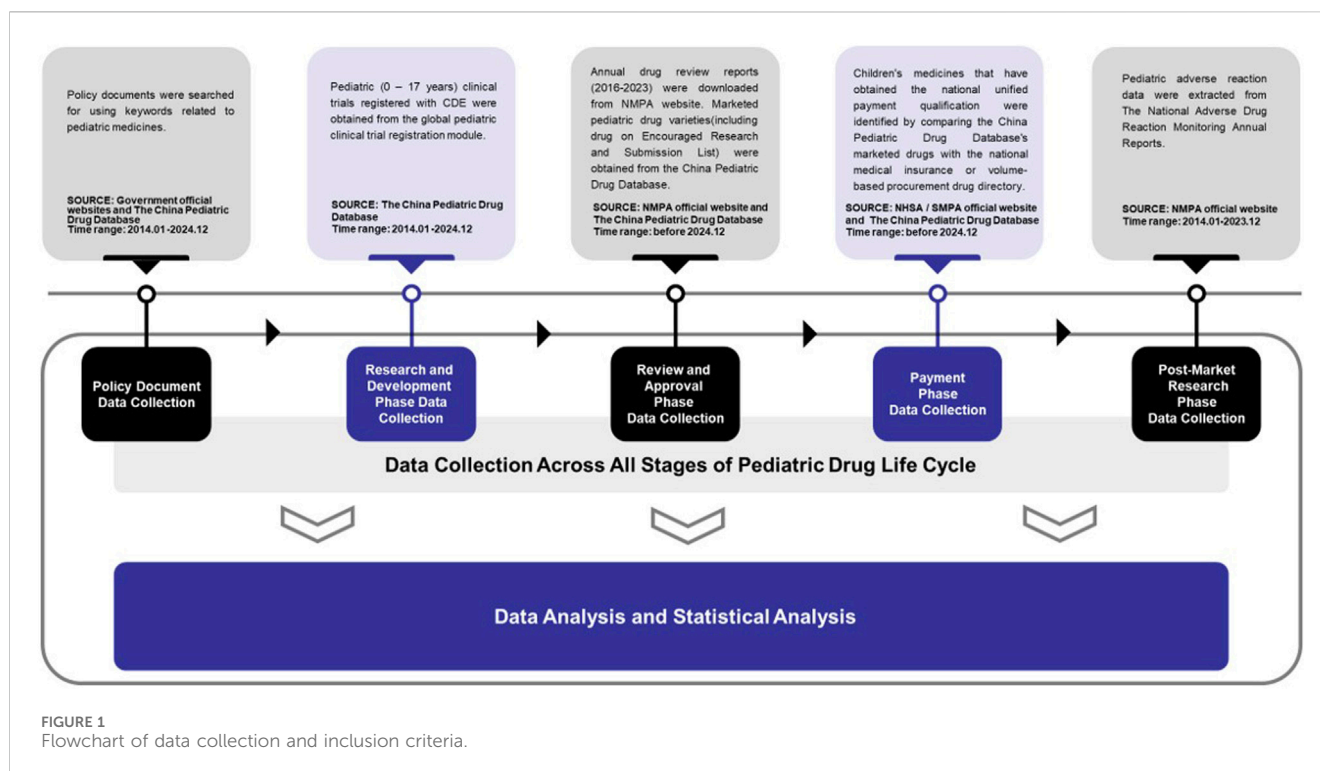 Policy documents were searched
for using keywords related to
pediatric medicines.
SOURCE: Government official
websites and The China Pediatric
Drug Database
Time range: 2014.01-2024.12
Pediatric (0 – 17 years) clinical
trials registered with CDE were
obtained from the global pediatric
clinical trial registration module.
SOURCE: The China Pediatric Drug
Database
Time range: 2014.01-2024.12
Annual drug review reports
(2016-2023) were downloaded
from NMPA website. Marketed
pediatric drug varieties(including
drug on Encouraged Research
and Submission List) were
obtained from the China Pediatric
Drug Database.
SOURCE: NMPA official website and
The China Pediatric Drug Database
Time range: before 2024.12
Children's medicines that have
obtained the national unified
payment qualification were
identified by comparing the China
Pediatric Drug Database's
marketed drugs with the national
medical insurance or volume-
based procurement drug directory.
SOURCE: NHSA / SMPA official website
and The China Pediatric Drug Database
Time range: before 2024.12
Pediatric adverse reaction
data were extracted from
The National Adverse Drug
Reaction Monitoring Annual
Reports.
SOURCE: NMPA official website
Time range: 2014.01-2023.12
Policy Document
Data Collection
Research and
Development
Phase Data
Collection
Review and
Approval
Phase
Data Collection
Payment
Phase
Data Collection
Post-Market
Research
Phase
Data Collection
Data Collection Across All Stages of Pediatric Drug Life Cycle
Data Analysis and Statistical Analysis
FIGURE 1
Flowchart of data collection and inclusion criteria.